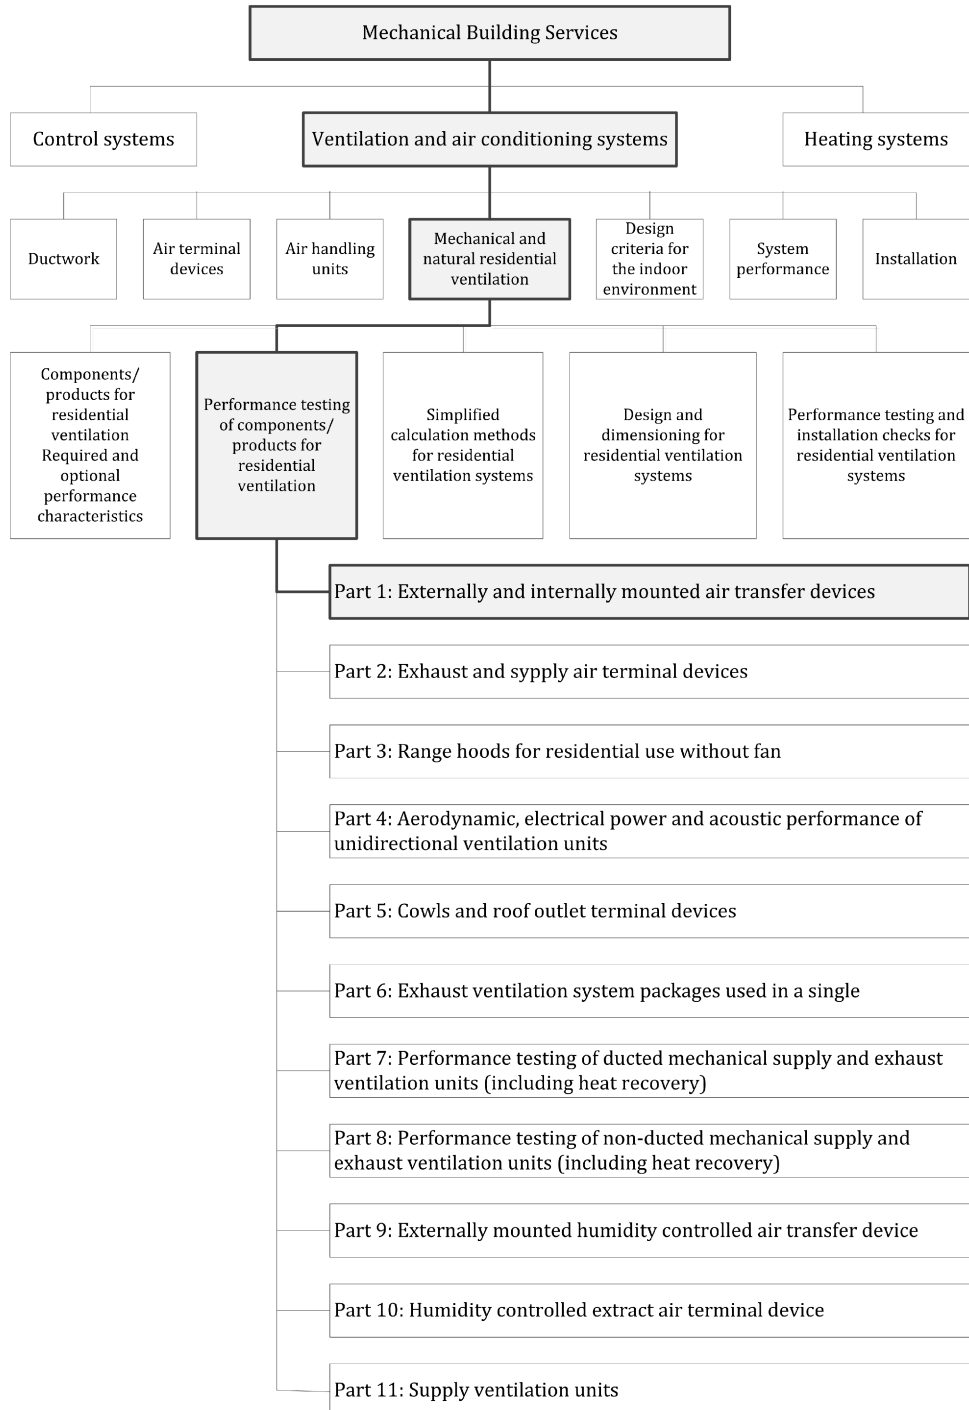 Mechanical Building Services
Control systems
Ventilation and air conditioning systems
Heating systems
Ductwork
Air terminal
devices
Air handling
units
Mechanical and
natural residential
ventilation
Design
criteria for
the indoor
environment
System
performance
Installation
Components/
products for
residential
ventilation
Required and
optional
performance
characteristics
Performance testing
of components/
products for
residential
ventilation
Simplified
calculation methods
for residential
ventilation systems
Design and
dimensioning for
residential ventilation
systems
Performance testing and
installation checks for
residential ventilation
systems
Part 1: Externally and internally mounted air transfer devices
Part 2: Exhaust and sypply air terminal devices
Part 3: Range hoods for residential use without fan
Part 4: Aerodynamic, electrical power and acoustic performance of
unidirectional ventilation units
Part 5: Cowls and roof outlet terminal devices
Part 6: Exhaust ventilation system packages used in a single
Part 7: Performance testing of ducted mechanical supply and exhaust
ventilation units (including heat recovery)
Part 8: Performance testing of non-ducted mechanical supply and
exhaust ventilation units (including heat recovery)
Part 9: Externally mounted humidity controlled air transfer device
Part 10: Humidity controlled extract air terminal device
Part 11: Supply ventilation units